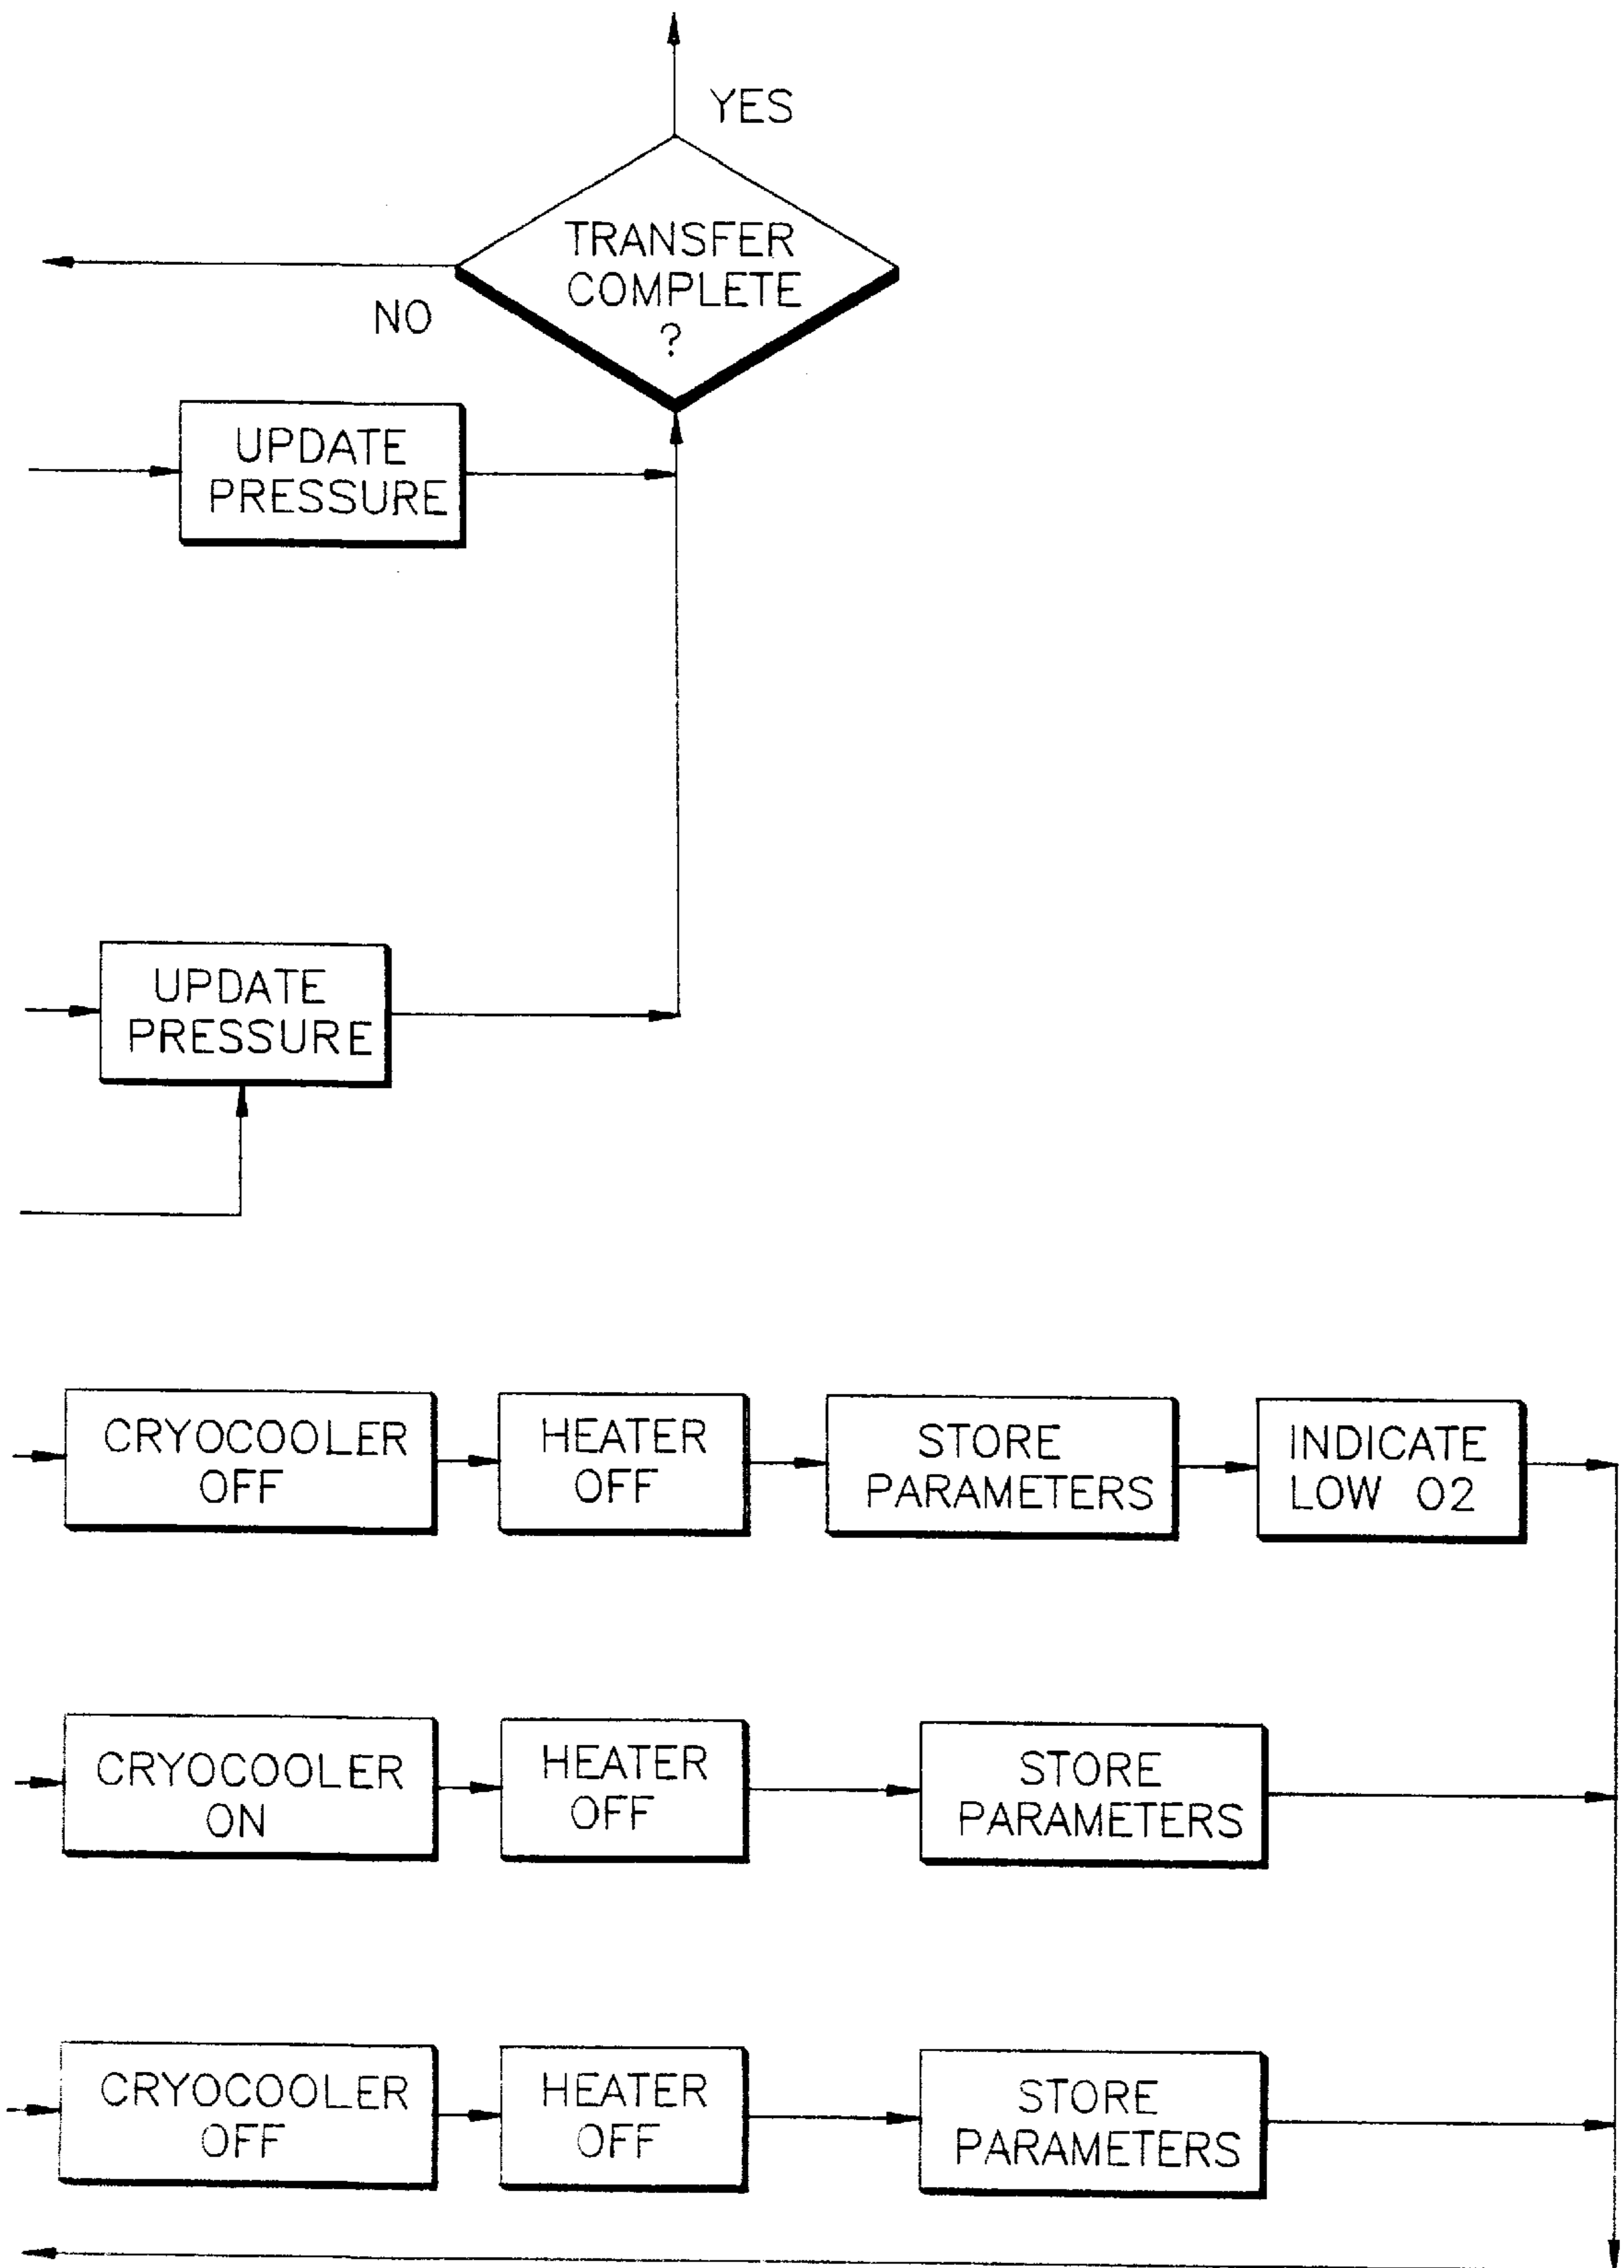 YES
TRANSFER
COMPLETE
?
NO
UPDATE
PRESSURE
UPDATE
PRESSURE
CRYOCOOLER
OFF
HEATER
OFF
STORE
PARAMETERS
INDICATE
LOW O2
CRYOCOOLER
ON
HEATER
OFF
STORE
PARAMETERS
CRYOCOOLER
OFF
HEATER
OFF
STORE
PARAMETERS